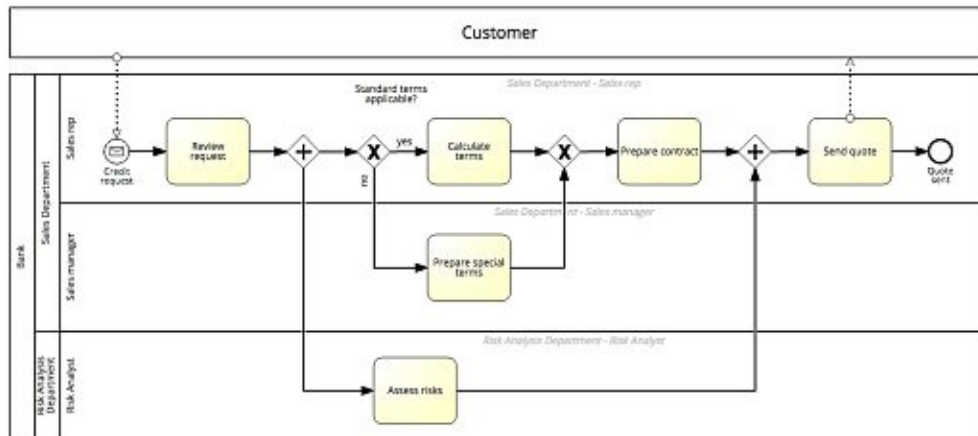 Customer
Sales Department - Sales rep
Standard terms
applicable?
Bank
Sales Department
Sales rep
Credit
request
Review
request
yes
no
Calculate
terms
Prepare contract
Send quote
Quote
sent
Sales Department - Sales manager
Sales manager
Prepare special
terms
Risk Analysis Department - Risk Analyst
Risk Analysis
Department
Risk Analyst
Assess risks